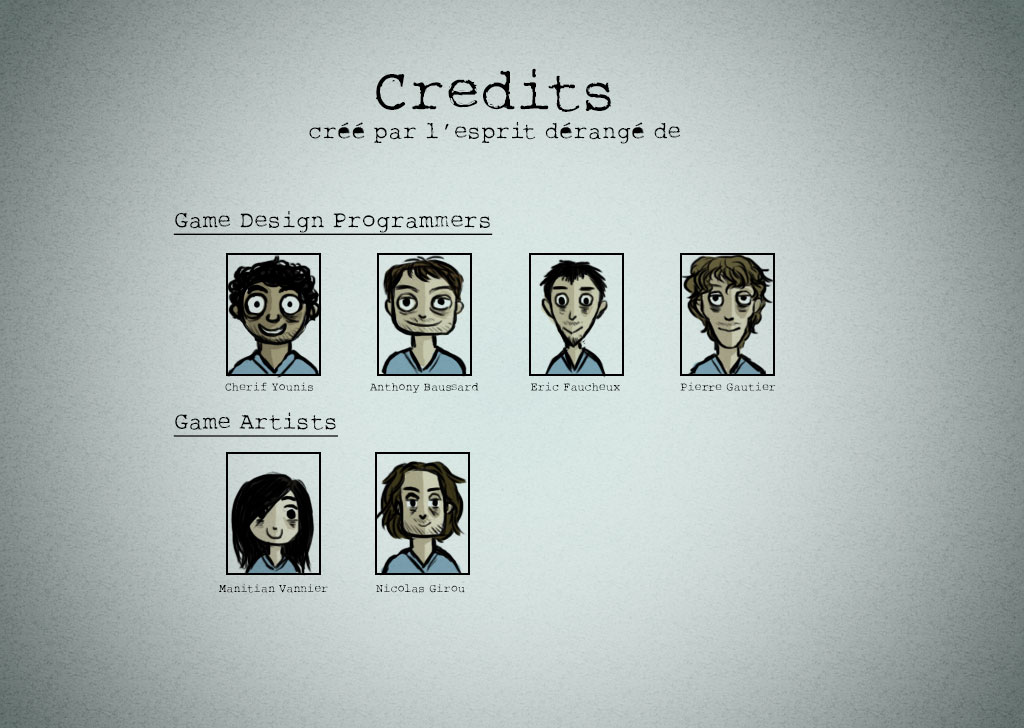 Credits
créé par l'esprit dérangé de
Game Design Programmers
Cherif Younis Anthony Baussard Eric Faucheux Pierre Gautier
Game Artists
Manitian Vannier Nicolas Girou